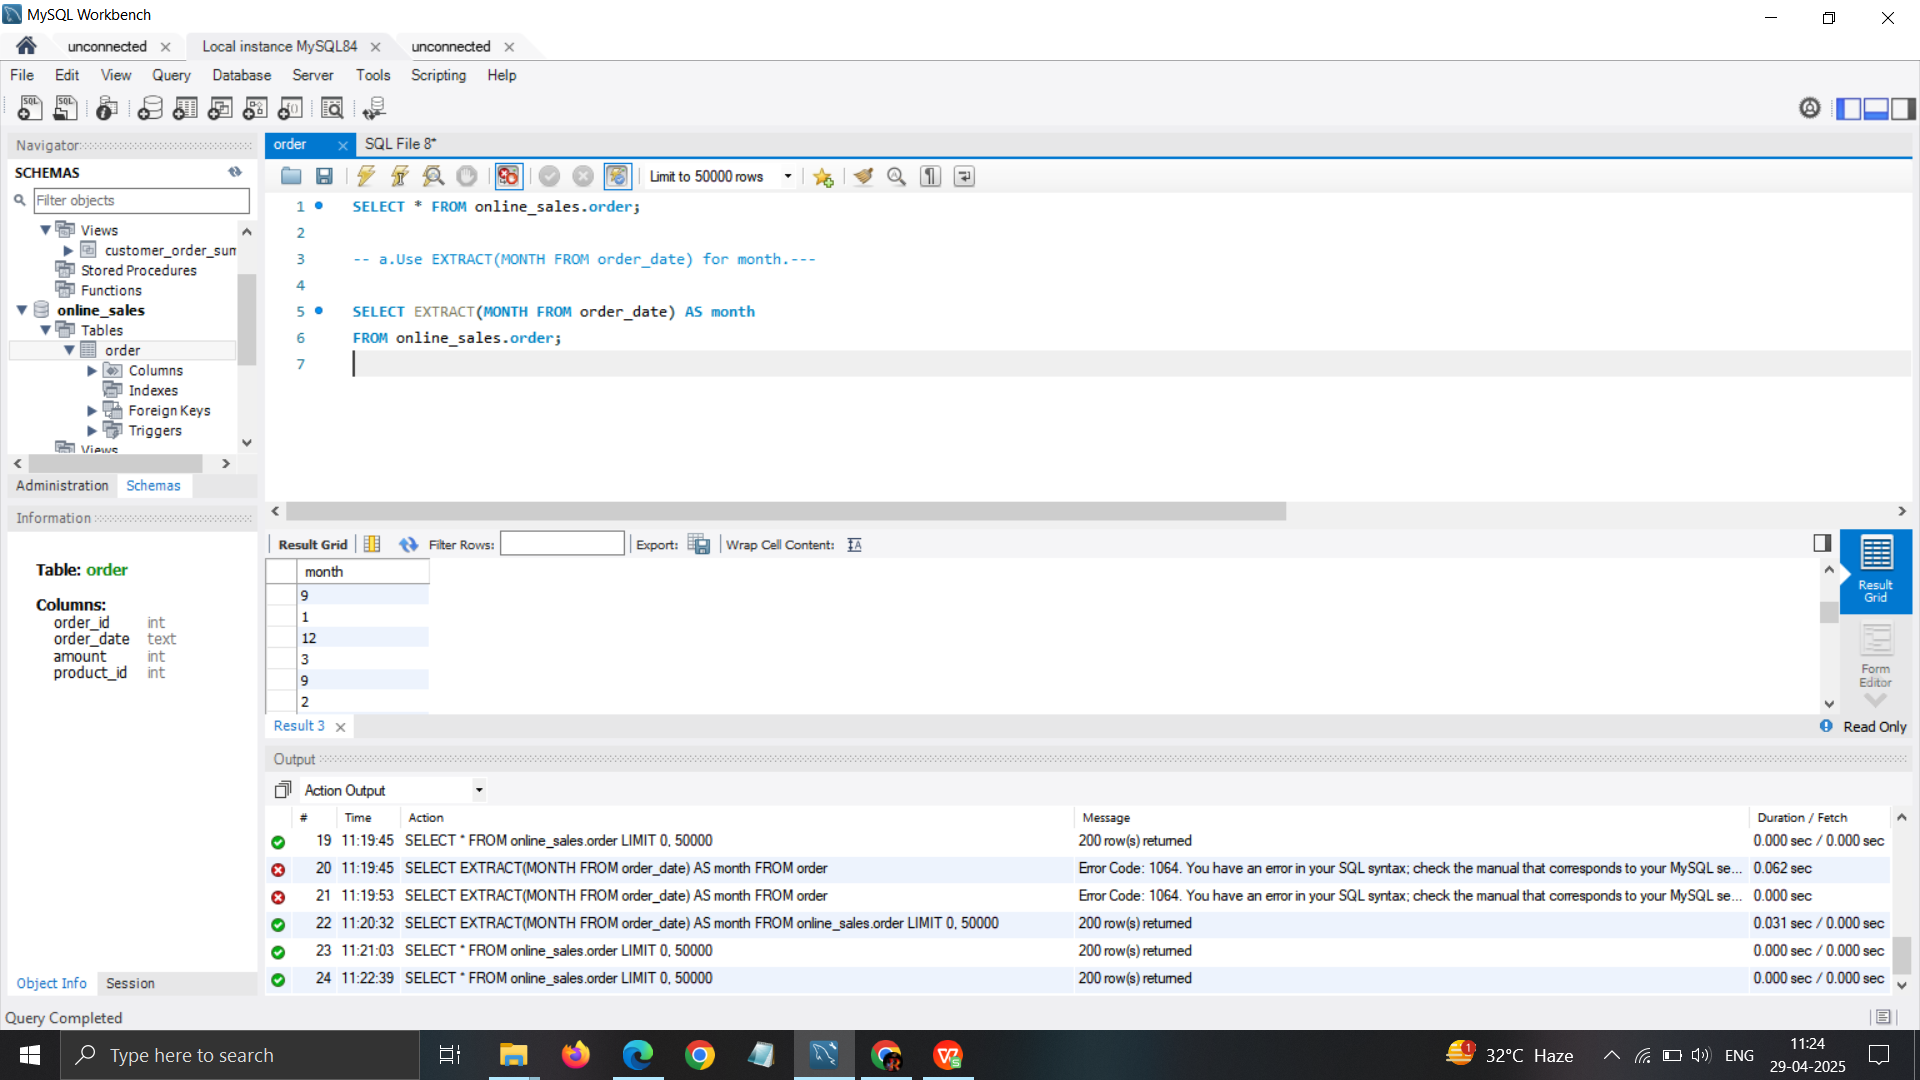 MySQL Workbench
unconnected
Local instance MySQL84
unconnected
File Edit View Query Database Server Tools Scripting Help
Navigator
SCHEMAS
Filter objects
Views
customer_order_sum
Stored Procedures
Functions
online_sales
Tables
order
Columns
Indexes
Foreign Keys
Triggers
Views
Administration Schemas
Information
Table: order
Columns:
order_id int
order_date text
amount int
product_id int
Object Info Session
order
SQL File 8*
Limit to 50000 rows
1 SELECT * FROM online_sales.order;
2
3 -- a.Use EXTRACT(MONTH FROM order_date) for month.---
4
5 SELECT EXTRACT(MONTH FROM order_date) AS month
6 FROM online_sales.order;
7
Result Grid Filter Rows: Export: Wrap Cell Content:
month
9
1
12
3
9
2
Result Grid
Form Editor
Result 3
Read Only
Output
Action Output
# Time Action Message Duration / Fetch
19 11:19:45 SELECT * FROM online_sales.order LIMIT 0, 50000 200 row(s) returned 0.000 sec / 0.000 sec
20 11:19:45 SELECT EXTRACT(MONTH FROM order_date) AS month FROM order Error Code: 1064. You have an error in your SQL syntax; check the manual that corresponds to your MySQL se... 0.062 sec
21 11:19:53 SELECT EXTRACT(MONTH FROM order_date) AS month FROM order Error Code: 1064. You have an error in your SQL syntax; check the manual that corresponds to your MySQL se... 0.000 sec
22 11:20:32 SELECT EXTRACT(MONTH FROM order_date) AS month FROM online_sales.order LIMIT 0, 50000 200 row(s) returned 0.031 sec / 0.000 sec
23 11:21:03 SELECT * FROM online_sales.order LIMIT 0, 50000 200 row(s) returned 0.000 sec / 0.000 sec
24 11:22:39 SELECT * FROM online_sales.order LIMIT 0, 50000 200 row(s) returned 0.000 sec / 0.000 sec
Query Completed
Type here to search
1
32°C Haze
ENG
11:24
29-04-2025